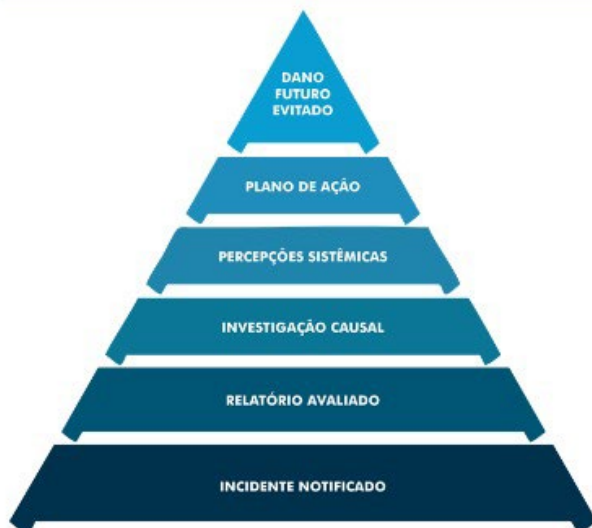 DANO
FUTURO
EVITADO
PLANO DE AÇÃO
PERCEPÇÕES SISTÊMICAS
INVESTIGAÇÃO CAUSAL
RELATÓRIO AVALIADO
INCIDENTE NOTIFICADO